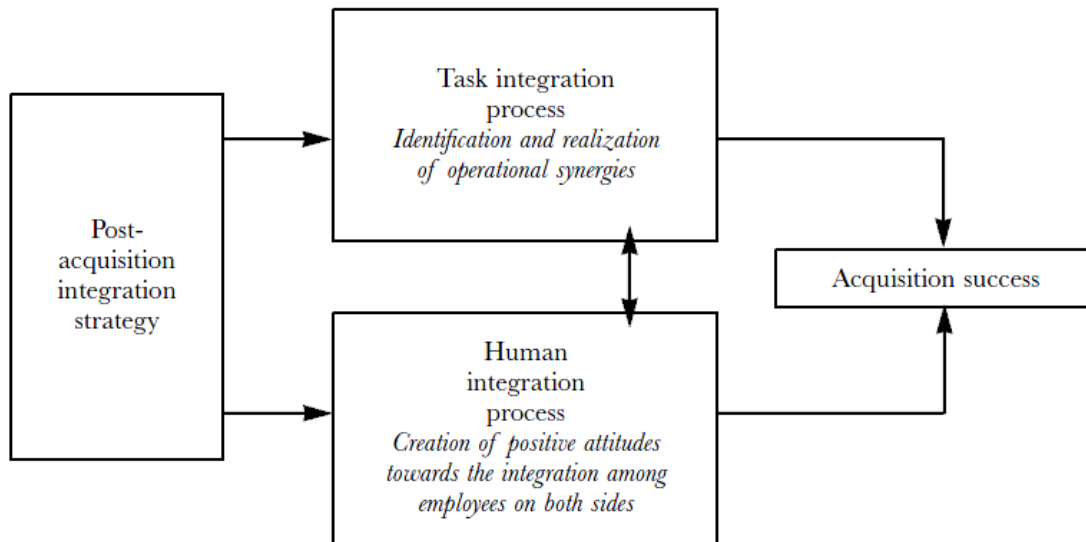 Post-
acquisition
integration
strategy
Task integration
process
Identification and realization
of operational synergies
Human
integration
process
Creation of positive attitudes
towards the integration among
employees on both sides
Acquisition success